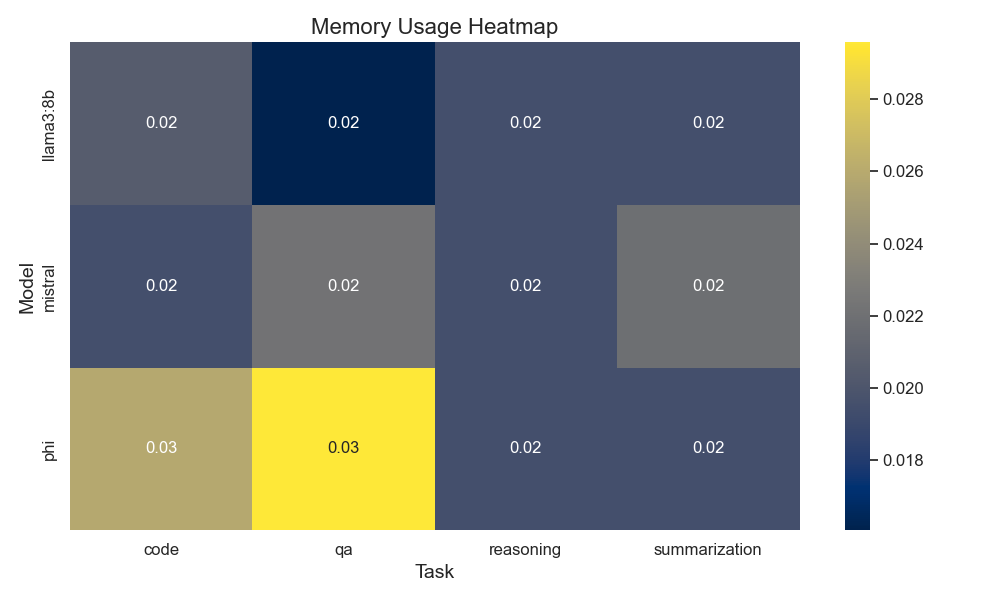 Memory Usage Heatmap
Model
llama3:8b
0.02 0.02 0.02 0.02
mistral
0.02 0.02 0.02 0.02
phi
0.03 0.03 0.02 0.02
code qa reasoning summarization
Task
0.028
0.026
0.024
0.022
0.020
0.018